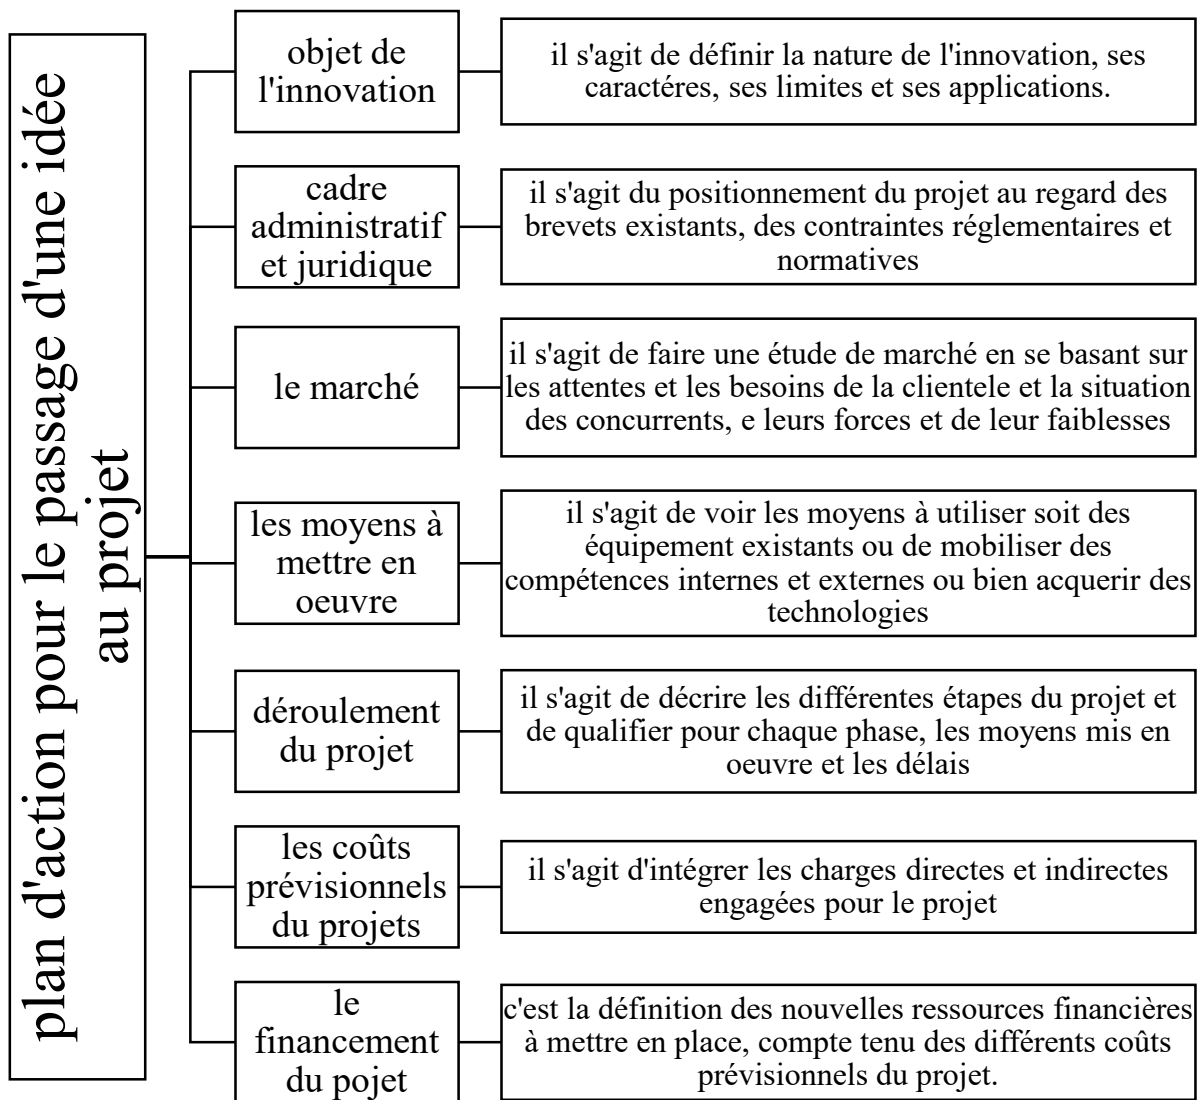 plan d'action pour le passage d'une idée
au projet
objet de
l'innovation
il s'agit de définir la nature de l'innovation, ses
caractéres, ses limites et ses applications.
cadre
administratif
et juridique
il s'agit du positionnement du projet au regard des
brevets existants, des contraintes réglementaires et
normatives
le marché
il s'agit de faire une étude de marché en se basant sur
les attentes et les besoins de la clientele et la situation
des concurrents, e leurs forces et de leur faiblesses
les moyens à
mettre en
oeuvre
il s'agit de voir les moyens à utiliser soit des
équipement existants ou de mobiliser des
compétences internes et externes ou bien acquerir des
technologies
déroulement
du projet
il s'agit de décrire les différentes étapes du projet et
de qualifier pour chaque phase, les moyens mis en
oeuvre et les délais
les coûts
prévisionnels
du projets
il s'agit d'intégrer les charges directes et indirectes
engagées pour le projet
le
financement
du pojet
c'est la définition des nouvelles ressources financières
à mettre en place, compte tenu des différents coûts
prévisionnels du projet.